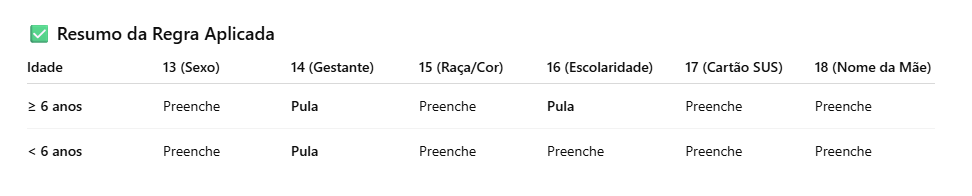 ✅ Resumo da Regra Aplicada
Idade 13 (Sexo) 14 (Gestante) 15 (Raça/Cor) 16 (Escolaridade) 17 (Cartão SUS) 18 (Nome da Mãe)
≥ 6 anos Preenche Pula Preenche Pula Preenche Preenche
< 6 anos Preenche Pula Preenche Preenche Preenche Preenche